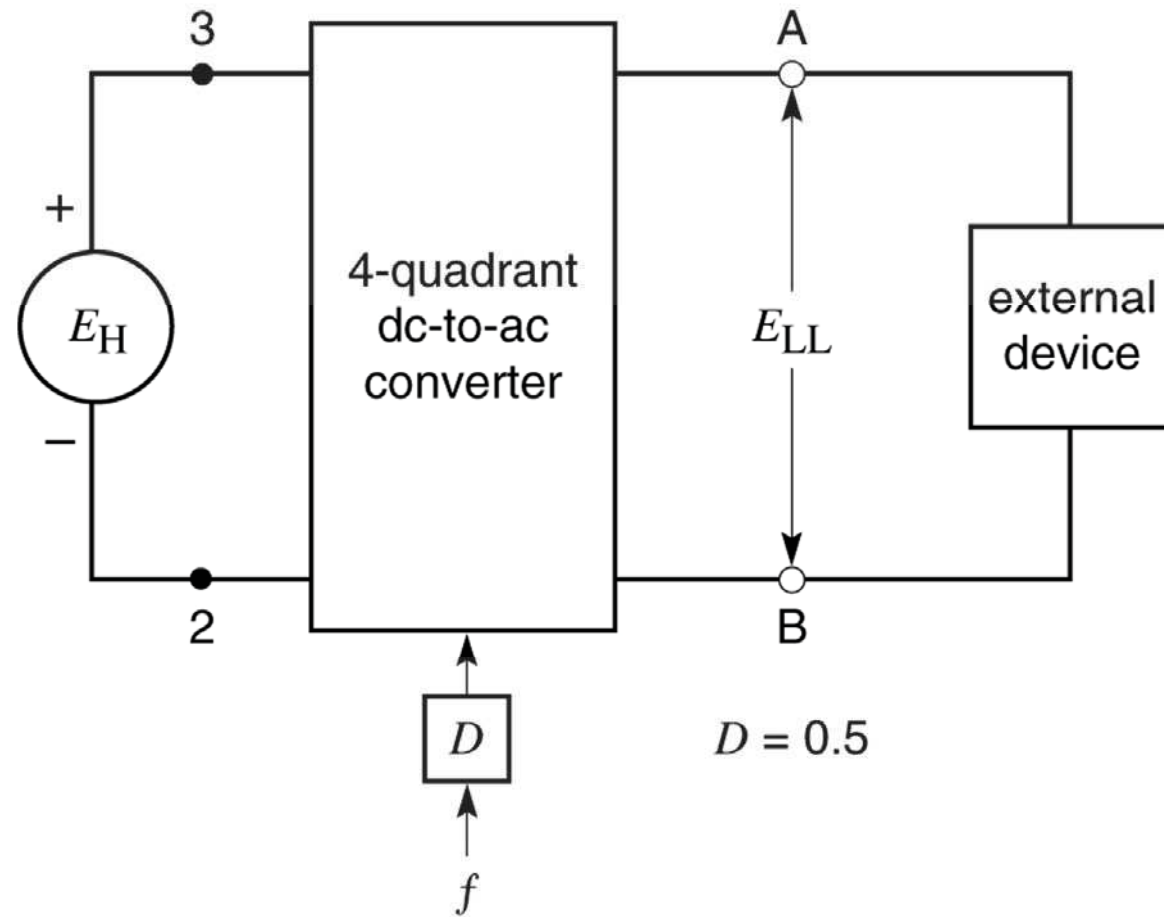 3
A
+
E_H
−
4-quadrant
dc-to-ac
converter
E_LL
external
device
2
B
D
D = 0.5
f